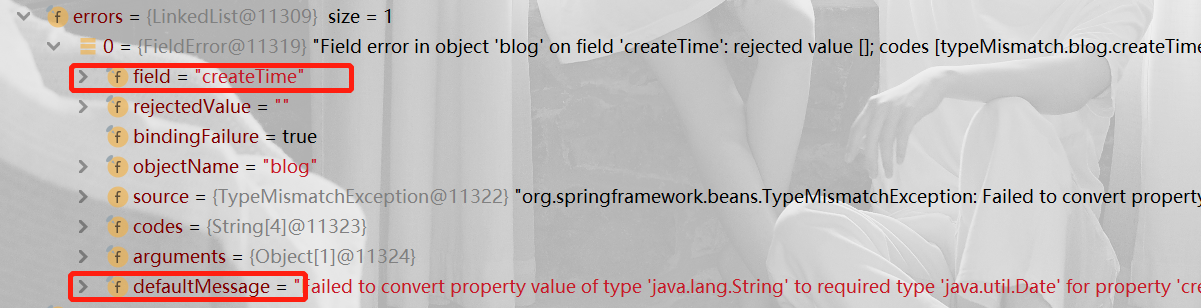 f errors = {LinkedList@11309} size = 1
0 = {FieldError@11319} "Field error in object 'blog' on field 'createTime': rejected value []; codes [typeMismatch.blog.createTime
f field = "createTime"
f rejectedValue = ""
f bindingFailure = true
f objectName = "blog"
f source = {TypeMismatchException@11322} "org.springframework.beans.TypeMismatchException: Failed to convert property
f codes = {String[4]@11323}
f arguments = {Object[1]@11324}
f defaultMessage = "Failed to convert property value of type 'java.lang.String' to required type 'java.util.Date' for property 'cr